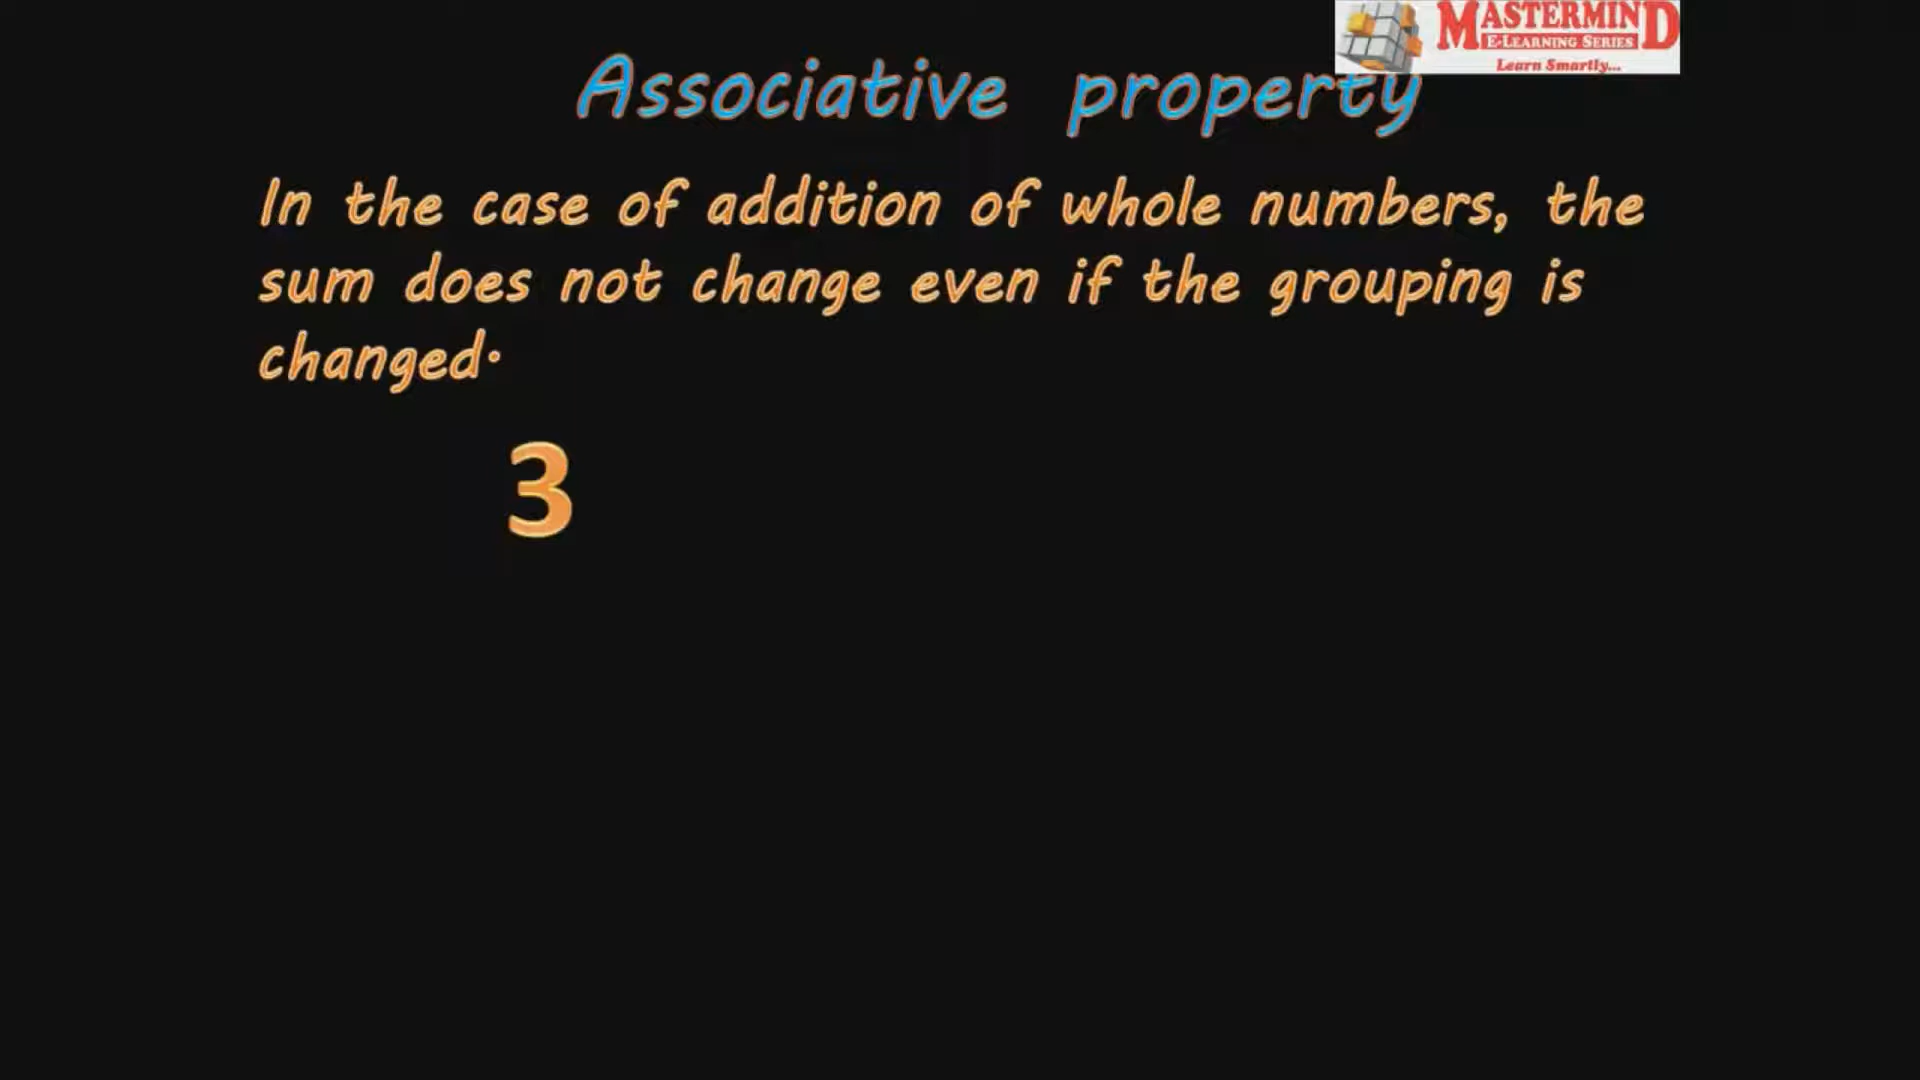 MASTERMIND
E-LEARNING SERIES
Learn Smartly...
Associative property
In the case of addition of whole numbers, the
sum does not change even if the grouping is
changed.
3